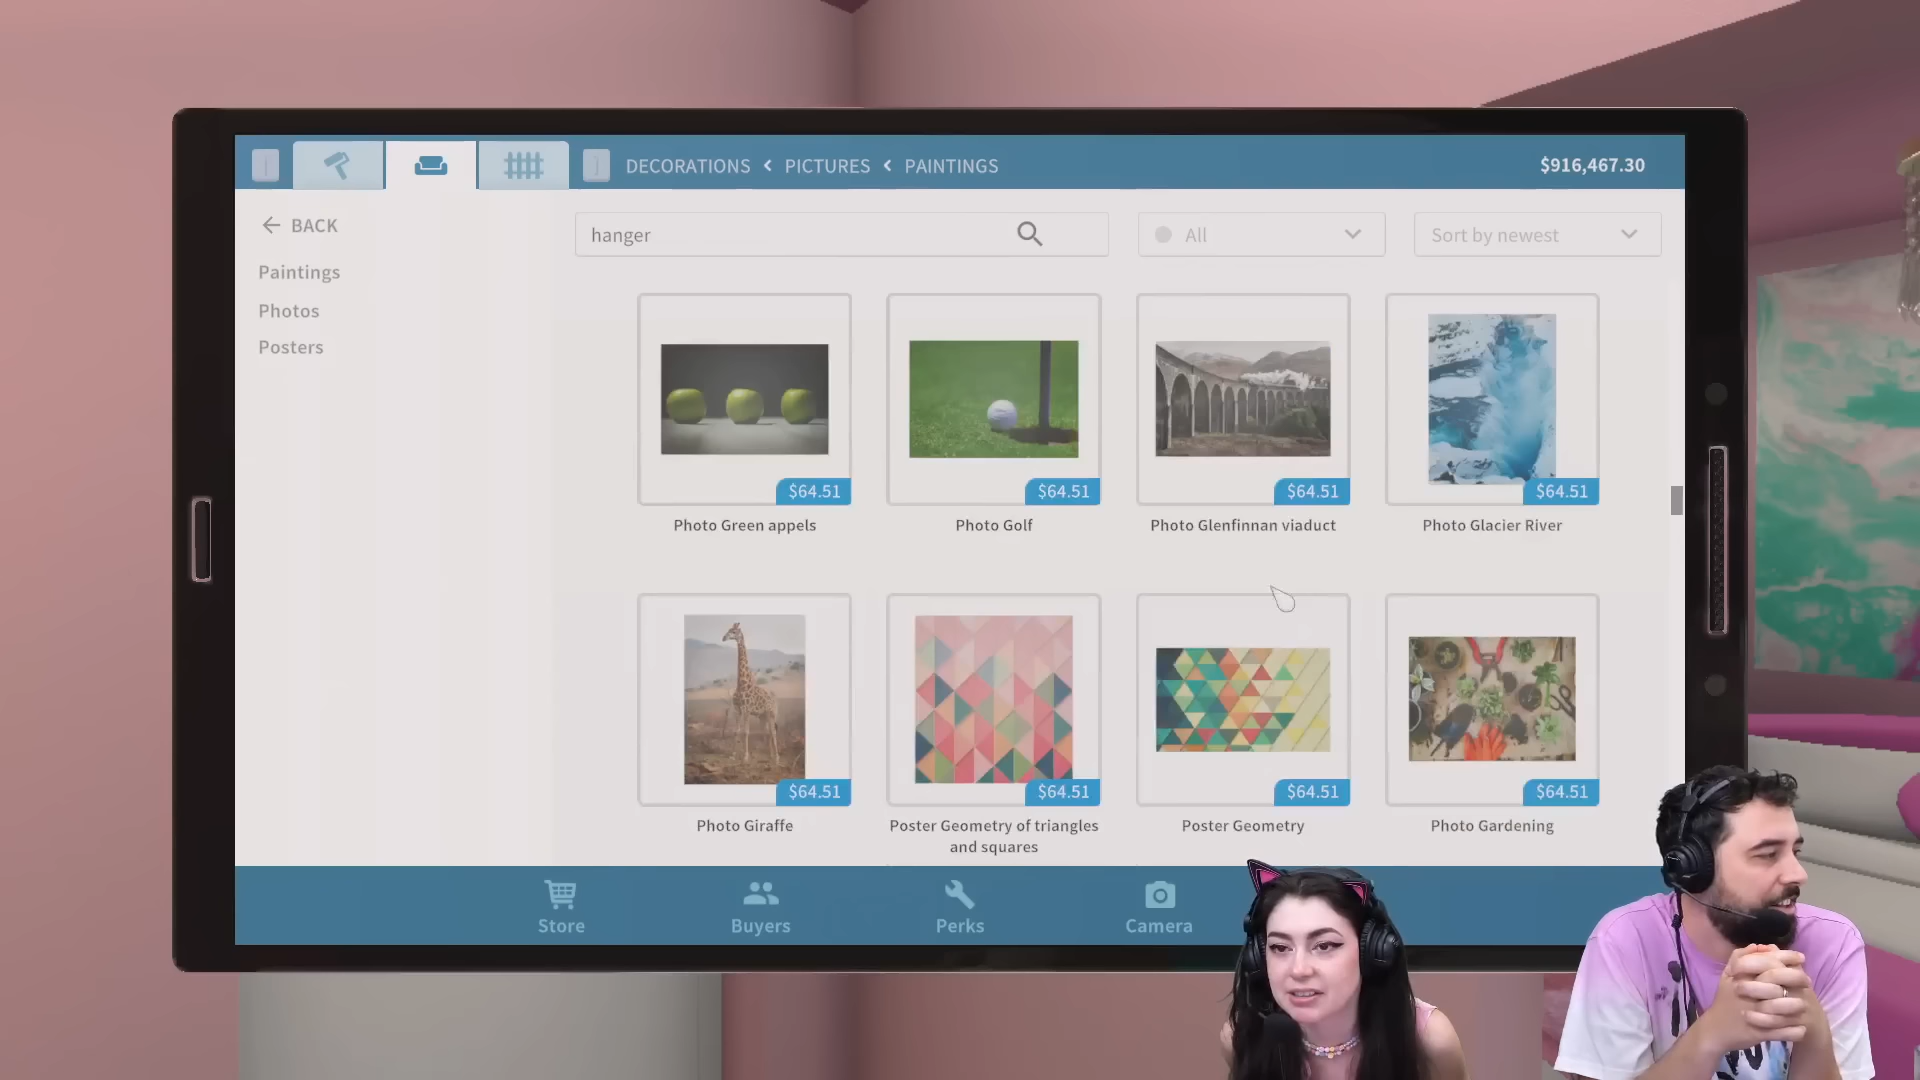 DECORATIONS < PICTURES < PAINTINGS
$916,467.30
BACK
hanger
All
Sort by newest
Paintings
Photos
Posters
$64.51
$64.51
$64.51
$64.51
Photo Green appels
Photo Golf
Photo Glenfinnan viaduct
Photo Glacier River
$64.51
$64.51
$64.51
$64.51
Photo Giraffe
Poster Geometry of triangles
and squares
Poster Geometry
Photo Gardening
Store
Buyers
Perks
Camera